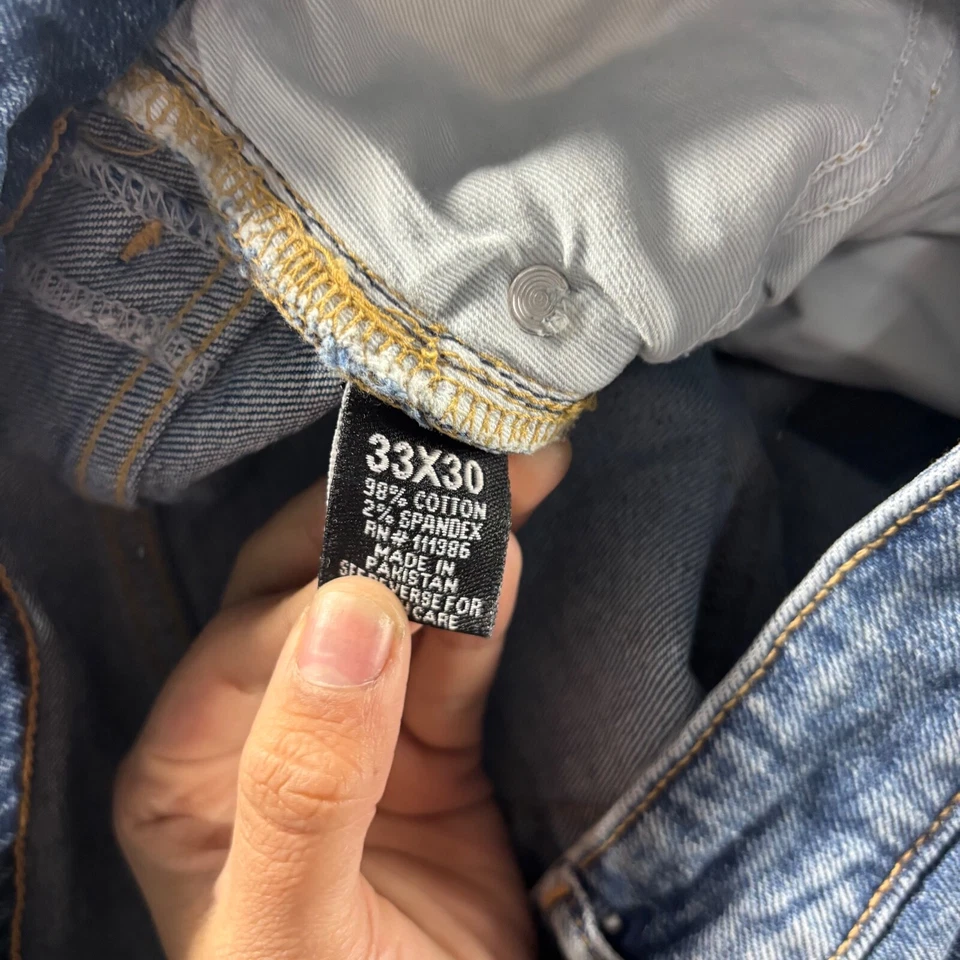 33X30
98% COTTON
2% SPANDEX
RN# 111386
MADE IN
PAKISTAN
SEE REVERSE FOR
CARE